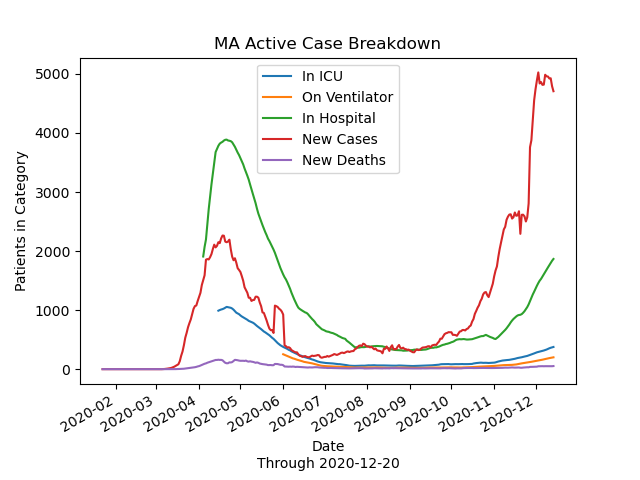 MA Active Case Breakdown
In ICU
On Ventilator
In Hospital
New Cases
New Deaths
Patients in Category
5000
4000
3000
2000
1000
0
2020-02
2020-03
2020-04
2020-05
2020-06
2020-07
2020-08
2020-09
2020-10
2020-11
2020-12
Date
Through 2020-12-20